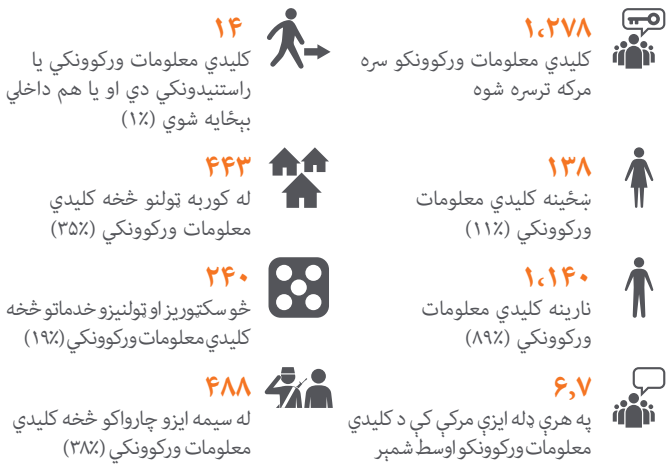 ۱،۲۷۸
کليدي معلومات ورکوونکو سره
مرکه ترسره شوه
۱۴
کليدي معلومات ورکوونکي يا
راستنيدونکي دي او يا هم داخلي
بېځايه شوي (۱٪)
۱۳۸
ښځينه کليدي معلومات
ورکوونکي (۱۱٪)
۴۴۳
له کوربه ټولنو څخه کليدي
معلومات ورکوونکي (۳۵٪)
۱،۱۴۰
نارينه کليدي معلومات
ورکوونکي (۸۹٪)
۲۴۰
څو سکټوريز او ټولنيزو خدماتو څخه
کليدي معلومات ورکوونکي (۱۹٪)
۶,۷
په هرې ډله ايزې مرکې کې د کليدي
معلومات ورکوونکو اوسط شمېر
۴۸۸
له سيمه ايزو چارواکو څخه کليدي
معلومات ورکوونکي (۳۸٪)